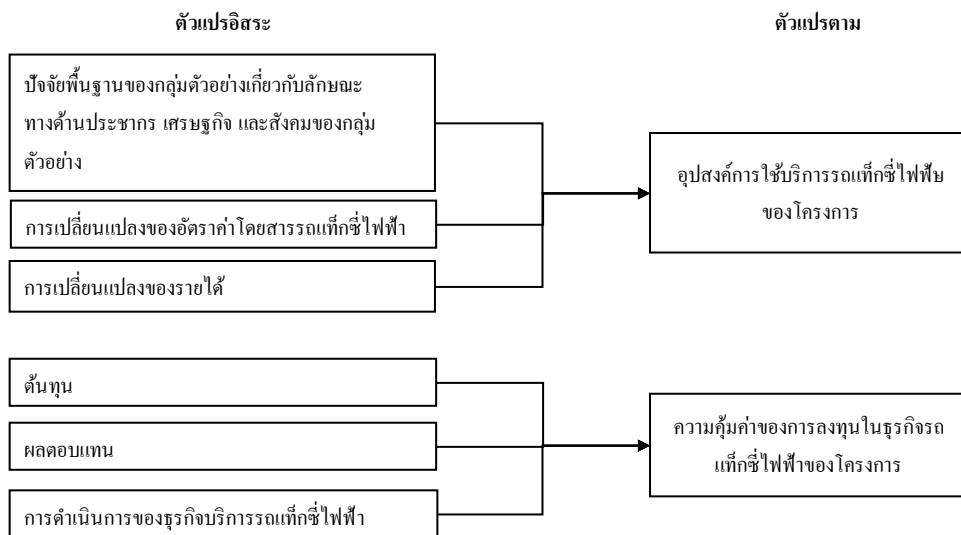 ตัวแปรอิสระ
ตัวแปรตาม
ปัจจัยพื้นฐานของกลุ่มตัวอย่างเกี่ยวกับลักษณะ
ทางด้านประชากร เศรษฐกิจ และสังคมของกลุ่ม
ตัวอย่าง
การเปลี่ยนแปลงของอัตราค่าโดยสารรถแท็กซี่ไฟฟ้า
การเปลี่ยนแปลงของรายได้
อุปสงค์การใช้บริการรถแท็กซี่ไฟฟ้ษ
ของโครงการ
ต้นทุน
ผลตอบแทน
การดำเนินการของธุรกิจบริการรถแท็กซี่ไฟฟ้า
ความคุ้มค่าของการลงทุนในธุรกิจรถ
แท็กซี่ไฟฟ้าของโครงการ